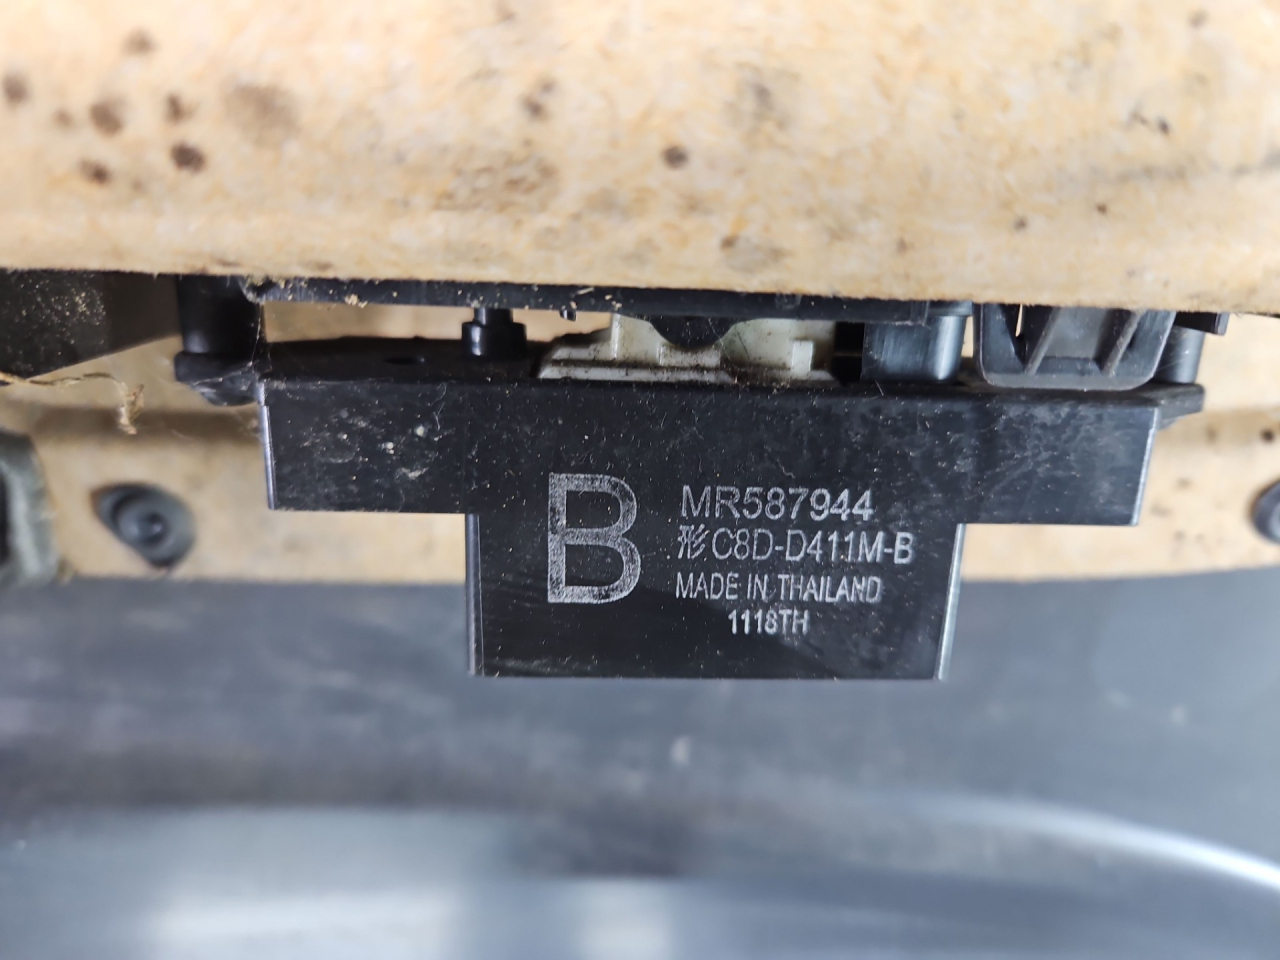 B
MR587944
形C8D-D411M-B
MADE IN THAILAND
1118TH